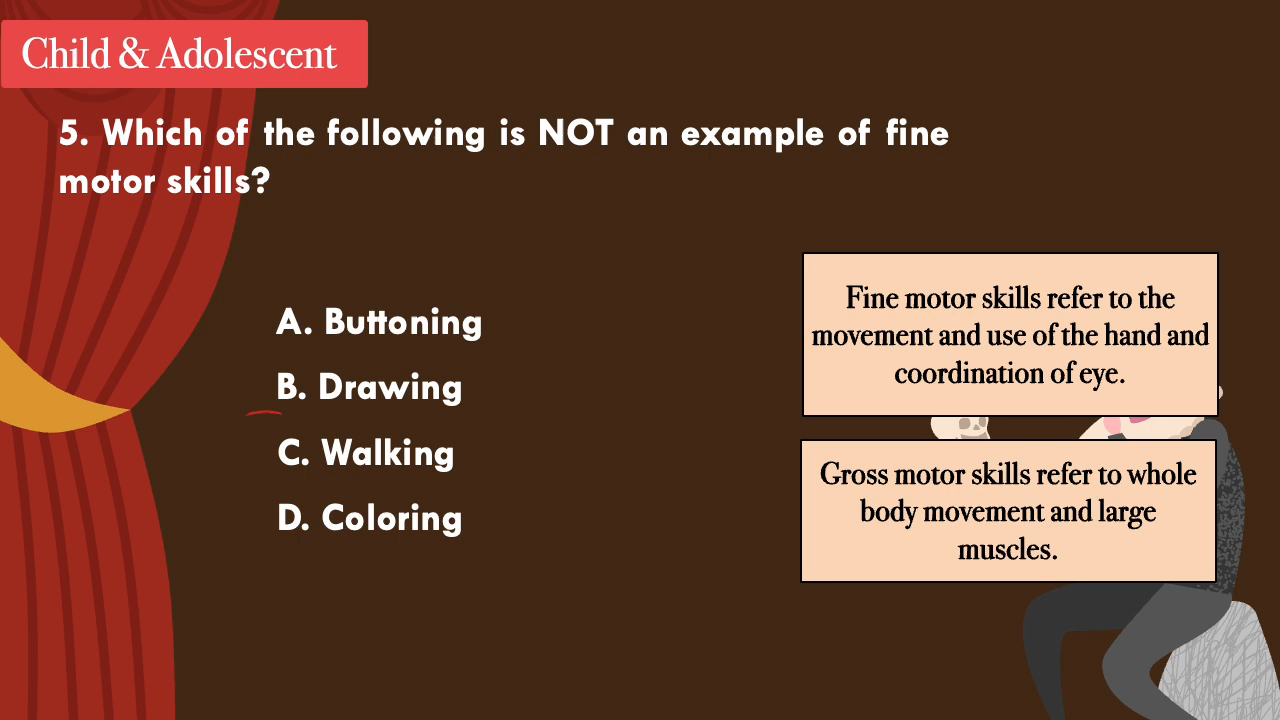 Child & Adolescent
5. Which of the following is NOT an example of fine
motor skills?
A. Buttoning
B. Drawing
C. Walking
D. Coloring
Fine motor skills refer to the
movement and use of the hand and
coordination of eye.
Gross motor skills refer to whole
body movement and large
muscles.